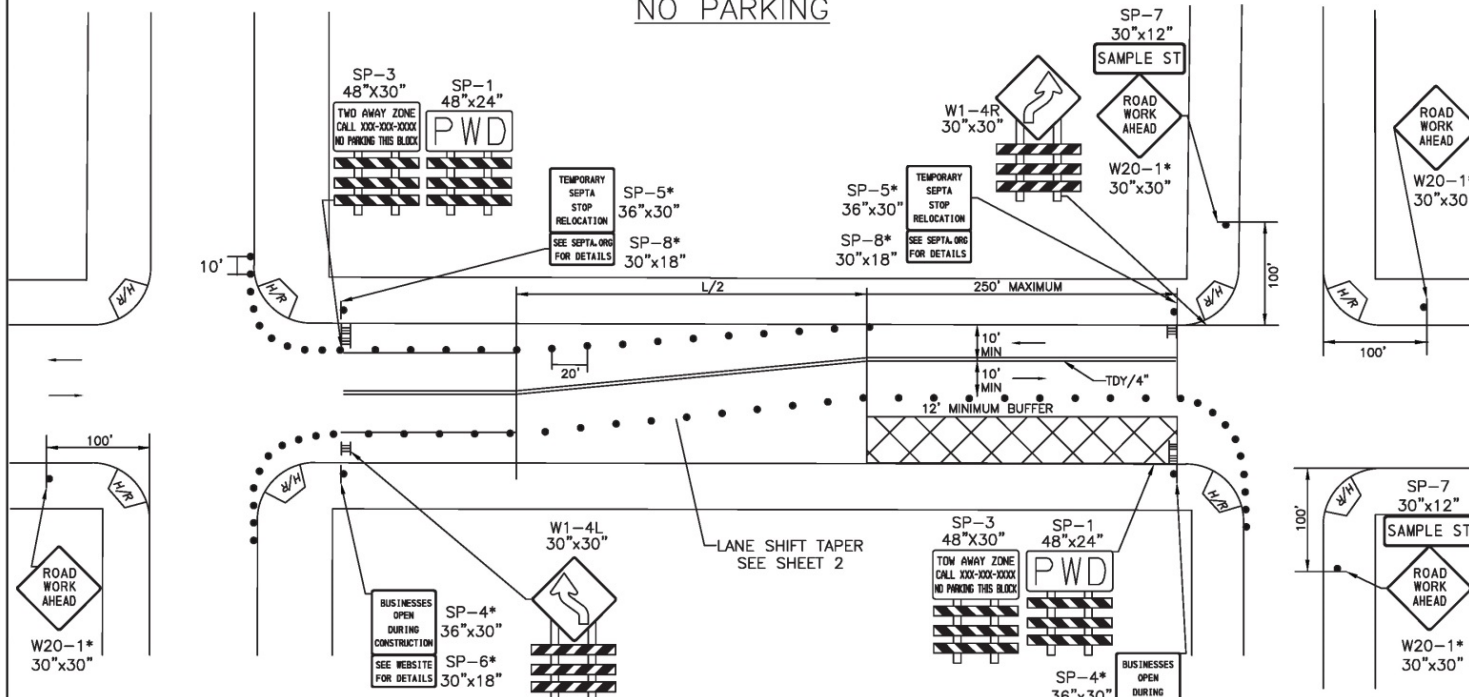 NO PARKING
SP-7
30"x12"
SAMPLE ST
ROAD
WORK
AHEAD
W20-1*
30"x30"
SP-3
48"X30"
TWO AWAY ZONE
CALL XXX-XXX-XXXX
NO PARKING THIS BLOCK
SP-1
48"x24"
PWD
W1-4R
30"x30"
ROAD
WORK
AHEAD
W20-1*
30"x30
TEMPORARY
SEPTA
STOP
RELOCATION
SEE SEPTA.ORG
FOR DETAILS
SP-5*
36"x30"
SP-8*
30"x18"
SP-5*
36"x30"
SP-8*
30"x18"
TEMPORARY
SEPTA
STOP
RELOCATION
SEE SEPTA.ORG
FOR DETAILS
10'
H/R
H/R
L/2
250' MAXIMUM
H/R
100'
H/R
100'
10'
MIN
10'
MIN
20'
TDY/4"
12' MINIMUM BUFFER
100'
H/R
H/R
H/R
H/R
100'
LANE SHIFT TAPER
SEE SHEET 2
ROAD
WORK
AHEAD
W20-1*
30"x30"
BUSINESSES
OPEN
DURING
CONSTRUCTION
SEE WEBSITE
FOR DETAILS
SP-4*
36"x30"
SP-6*
30"x18"
W1-4L
30"x30"
SP-3
48"X30"
TOW AWAY ZONE
CALL XXX-XXX-XXXX
NO PARKING THIS BLOCK
SP-1
48"x24"
PWD
SP-4*
36"x30"
BUSINESSES
OPEN
DURING
SP-7
30"x12"
SAMPLE ST
ROAD
WORK
AHEAD
W20-1*
30"x30"